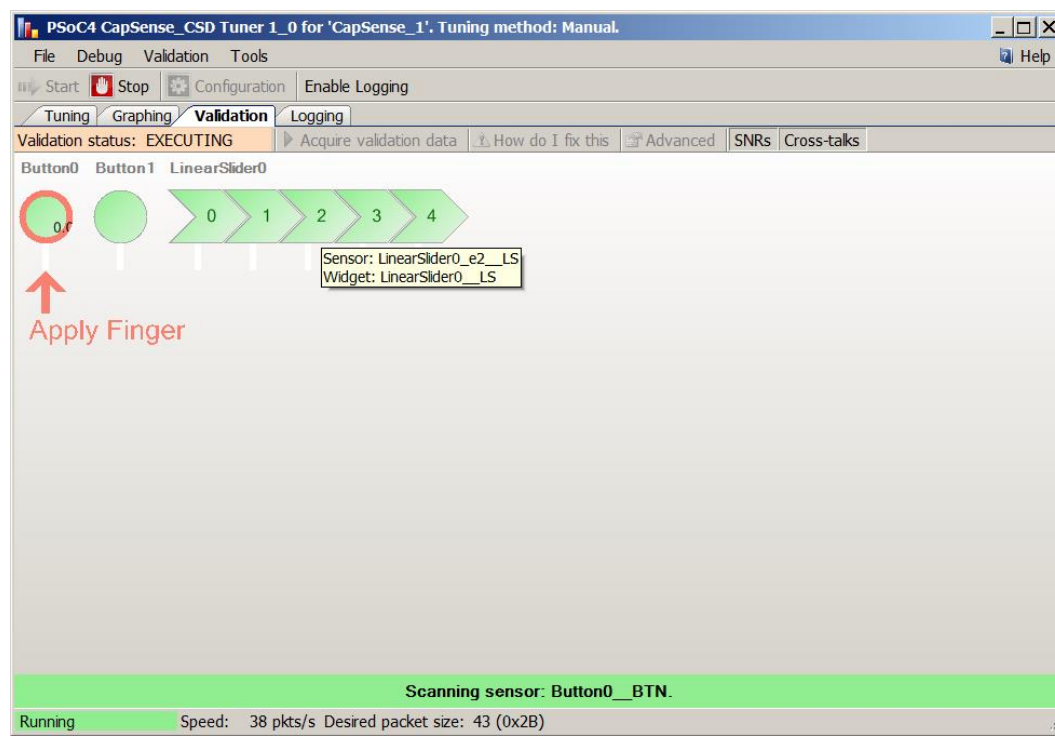 PSoC4 CapSense_CSD Tuner 1_0 for 'CapSense_1'. Tuning method: Manual.
File Debug Validation Tools Help
Start Stop Configuration Enable Logging
Tuning Graphing Validation Logging
Validation status: EXECUTING Acquire validation data How do I fix this Advanced SNRs Cross-talks
Button0 Button1 LinearSlider0
0 1 2 3 4
Sensor: LinearSlider0_e2__LS
Widget: LinearSlider0__LS
Apply Finger
Scanning sensor: Button0__BTN.
Running Speed: 38 pkts/s Desired packet size: 43 (0x2B)